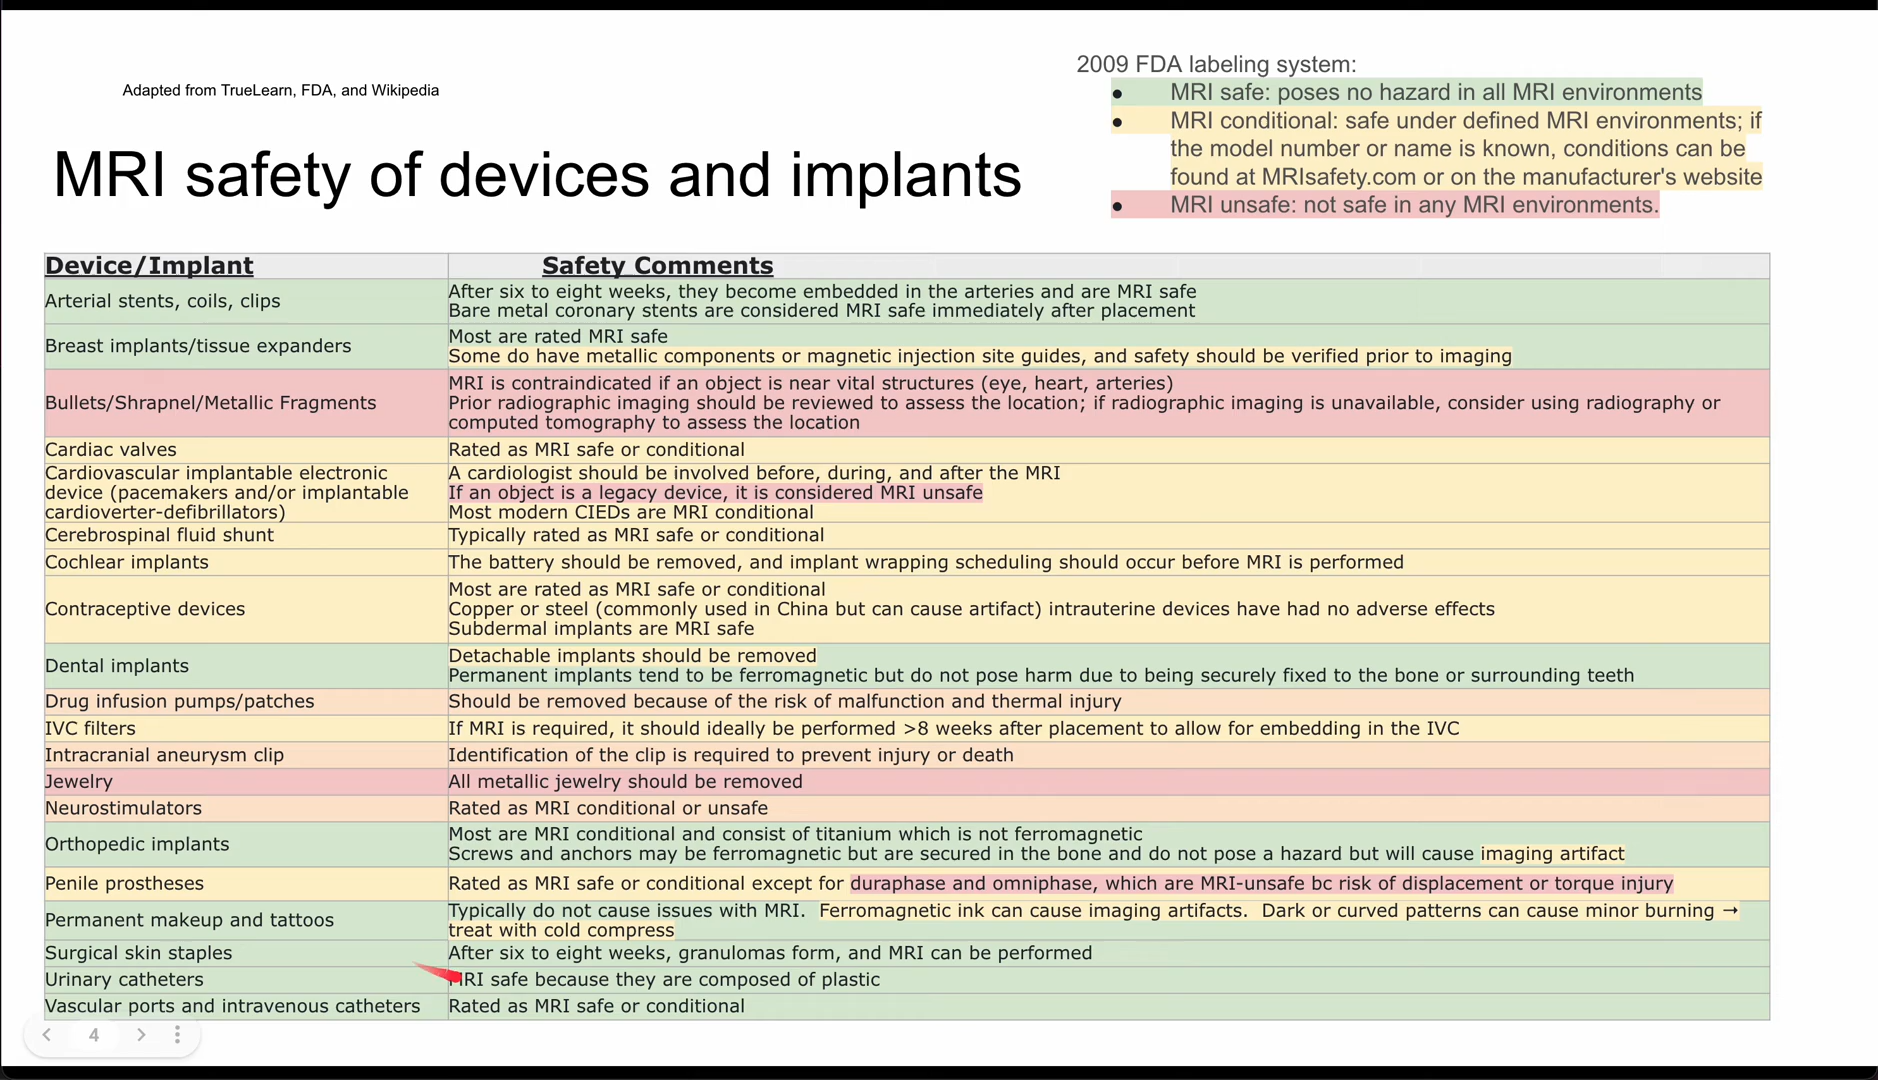 Adapted from TrueLearn, FDA, and Wikipedia
MRI safety of devices and implants
2009 FDA labeling system:
● MRI safe: poses no hazard in all MRI environments
● MRI conditional: safe under defined MRI environments; if
the model number or name is known, conditions can be
found at MRIsafety.com or on the manufacturer's website
● MRI unsafe: not safe in any MRI environments.
Device/Implant Safety Comments
Arterial stents, coils, clips
After six to eight weeks, they become embedded in the arteries and are MRI safe
Bare metal coronary stents are considered MRI safe immediately after placement
Breast implants/tissue expanders
Most are rated MRI safe
Some do have metallic components or magnetic injection site guides, and safety should be verified prior to imaging
Bullets/Shrapnel/Metallic Fragments
MRI is contraindicated if an object is near vital structures (eye, heart, arteries)
Prior radiographic imaging should be reviewed to assess the location; if radiographic imaging is unavailable, consider using radiography or
computed tomography to assess the location
Cardiac valves
Rated as MRI safe or conditional
Cardiovascular implantable electronic
device (pacemakers and/or implantable
cardioverter-defibrillators)
A cardiologist should be involved before, during, and after the MRI
If an object is a legacy device, it is considered MRI unsafe
Most modern CIEDs are MRI conditional
Cerebrospinal fluid shunt
Typically rated as MRI safe or conditional
Cochlear implants
The battery should be removed, and implant wrapping scheduling should occur before MRI is performed
Contraceptive devices
Most are rated as MRI safe or conditional
Copper or steel (commonly used in China but can cause artifact) intrauterine devices have had no adverse effects
Subdermal implants are MRI safe
Dental implants
Detachable implants should be removed
Permanent implants tend to be ferromagnetic but do not pose harm due to being securely fixed to the bone or surrounding teeth
Drug infusion pumps/patches
Should be removed because of the risk of malfunction and thermal injury
IVC filters
If MRI is required, it should ideally be performed >8 weeks after placement to allow for embedding in the IVC
Intracranial aneurysm clip
Identification of the clip is required to prevent injury or death
Jewelry
All metallic jewelry should be removed
Neurostimulators
Rated as MRI conditional or unsafe
Orthopedic implants
Most are MRI conditional and consist of titanium which is not ferromagnetic
Screws and anchors may be ferromagnetic but are secured in the bone and do not pose a hazard but will cause imaging artifact
Penile prostheses
Rated as MRI safe or conditional except for duraphase and omniphase, which are MRI-unsafe bc risk of displacement or torque injury
Permanent makeup and tattoos
Typically do not cause issues with MRI. Ferromagnetic ink can cause imaging artifacts. Dark or curved patterns can cause minor burning →
treat with cold compress
Surgical skin staples
After six to eight weeks, granulomas form, and MRI can be performed
Urinary catheters
MRI safe because they are composed of plastic
Vascular ports and intravenous catheters
Rated as MRI safe or conditional
4